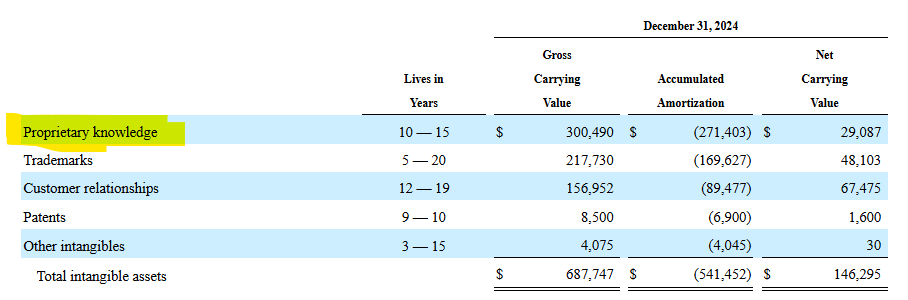 December 31, 2024
Gross Net
Lives in Carrying Accumulated Carrying
Years Value Amortization Value
Proprietary knowledge 10 — 15 $ 300,490 $ (271,403) $ 29,087
Trademarks 5 — 20 217,730 (169,627) 48,103
Customer relationships 12 — 19 156,952 (89,477) 67,475
Patents 9 — 10 8,500 (6,900) 1,600
Other intangibles 3 — 15 4,075 (4,045) 30
Total intangible assets $ 687,747 $ (541,452) $ 146,295